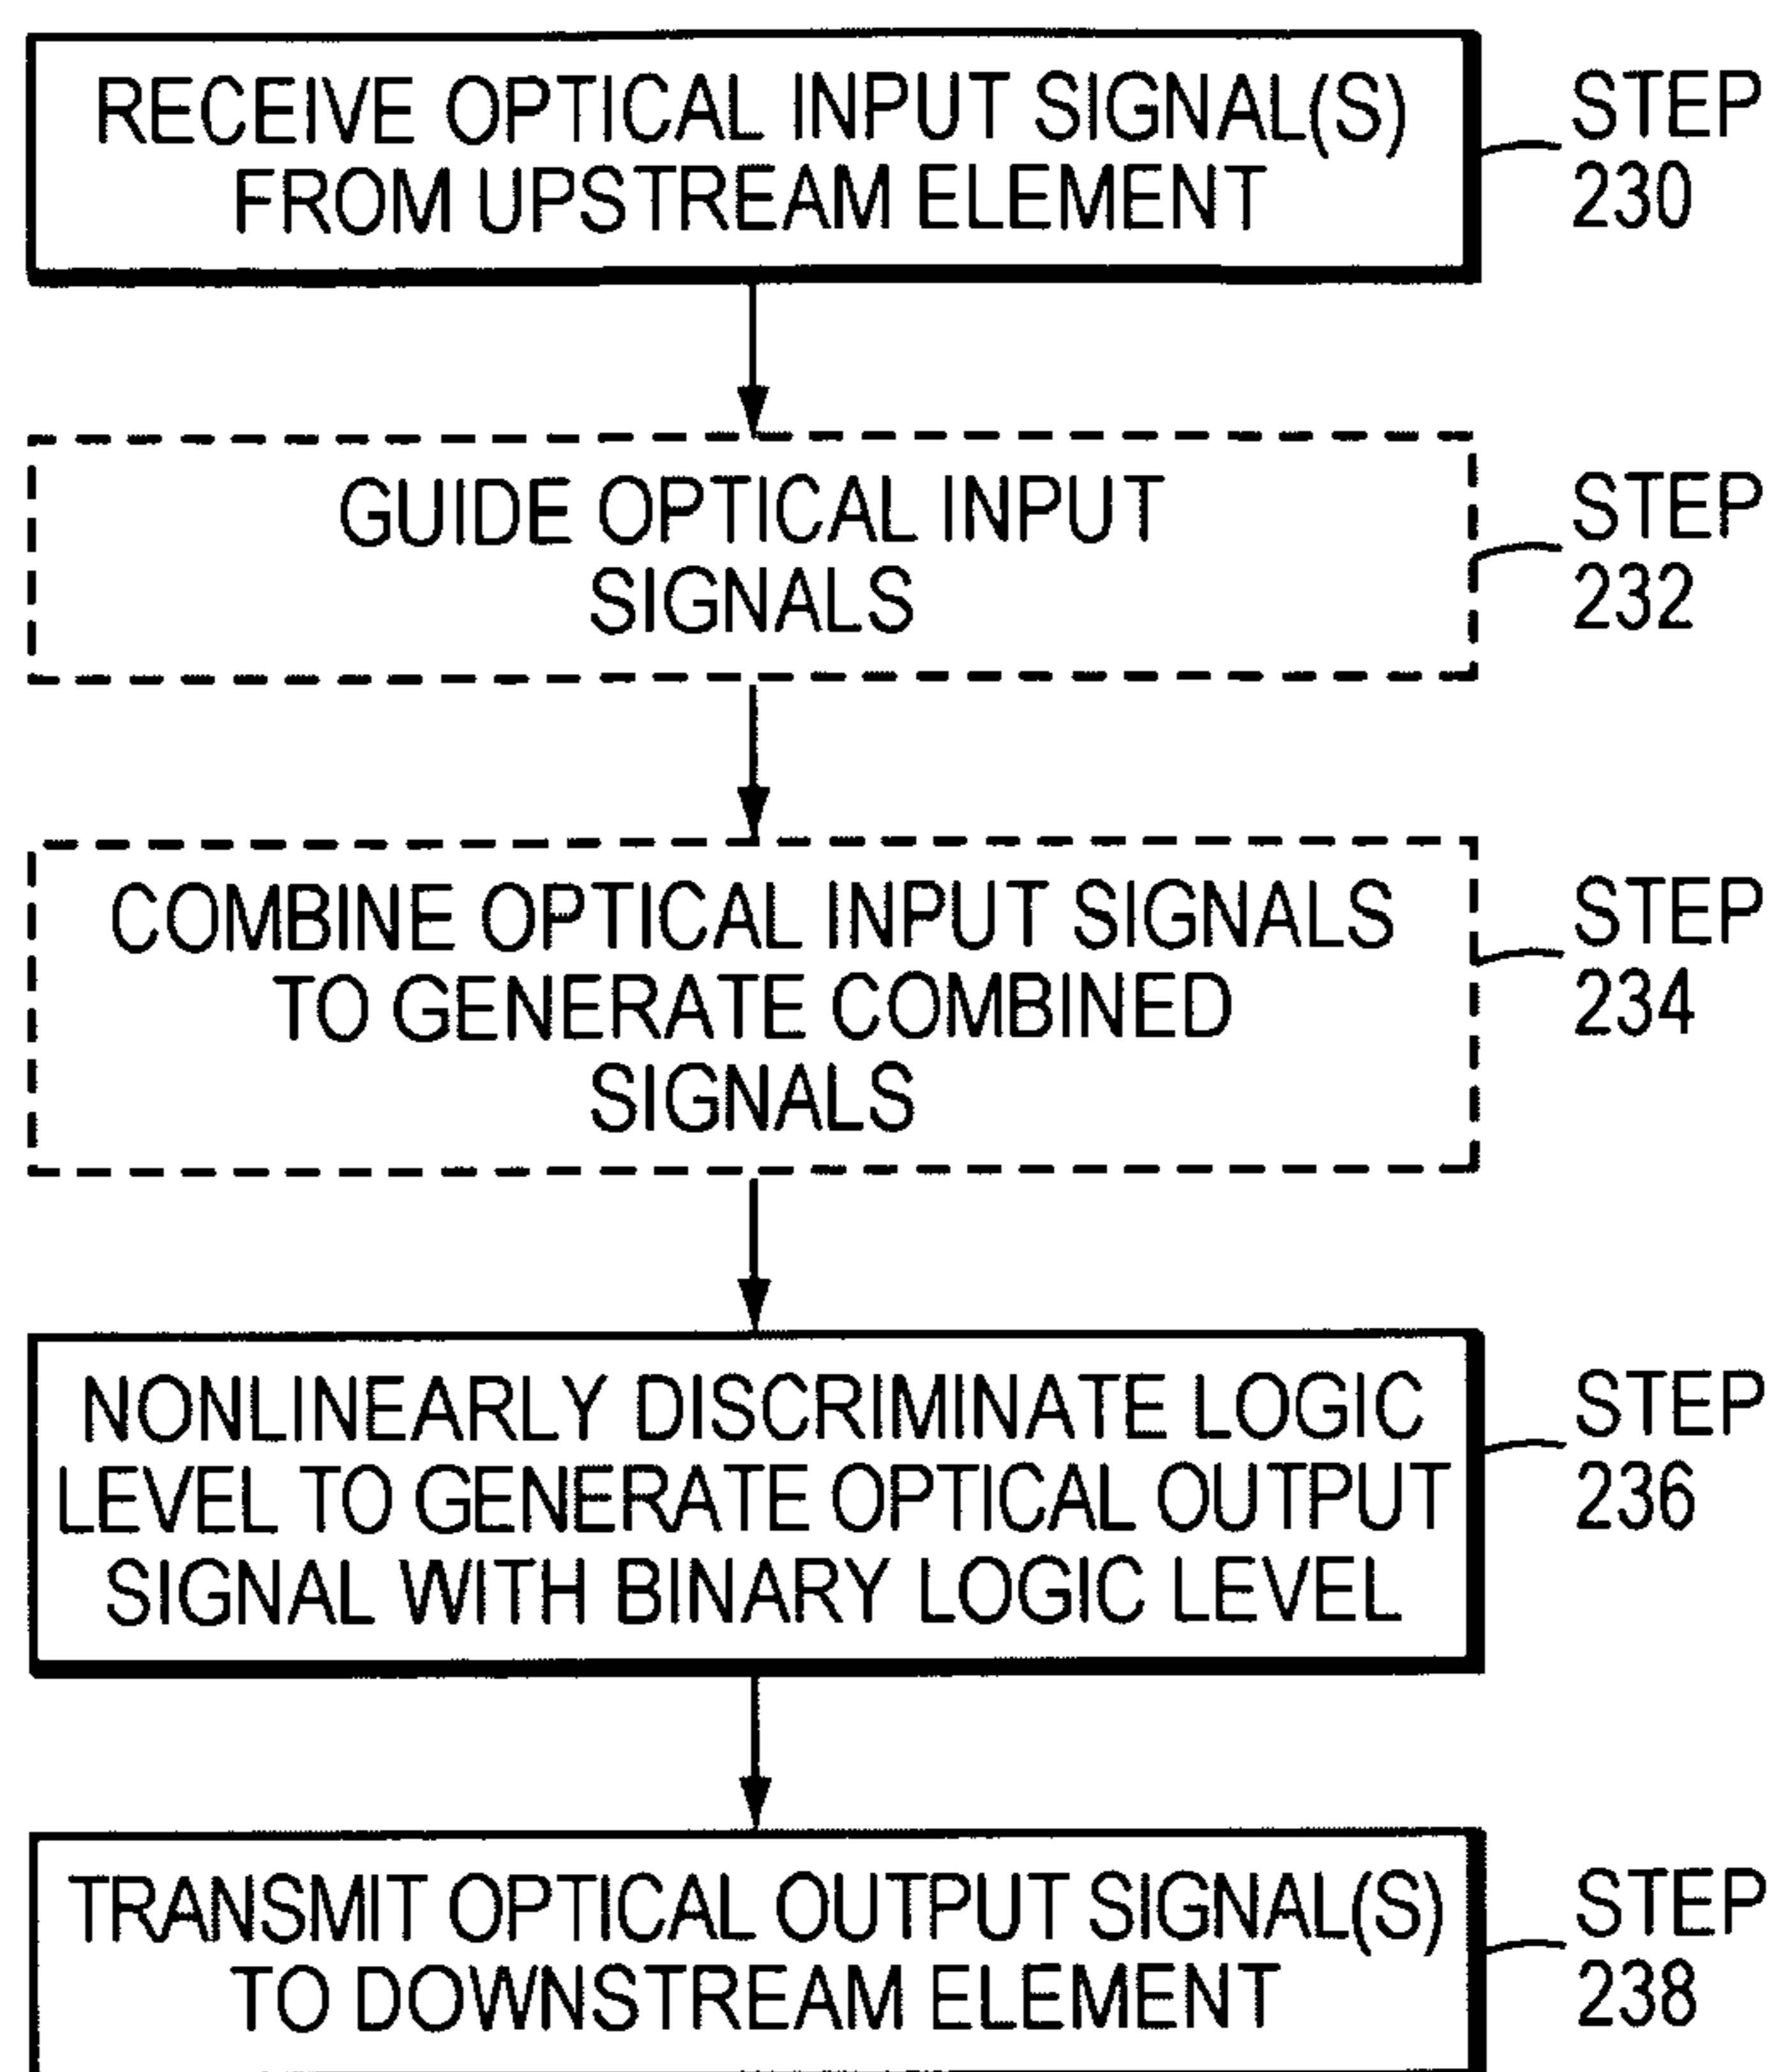 RECEIVE OPTICAL INPUT SIGNAL(S)
FROM UPSTREAM ELEMENT
STEP
230
GUIDE OPTICAL INPUT
SIGNALS
STEP
232
COMBINE OPTICAL INPUT SIGNALS
TO GENERATE COMBINED
SIGNALS
STEP
234
NONLINEARLY DISCRIMINATE LOGIC
LEVEL TO GENERATE OPTICAL OUTPUT
SIGNAL WITH BINARY LOGIC LEVEL
STEP
236
TRANSMIT OPTICAL OUTPUT SIGNAL(S)
TO DOWNSTREAM ELEMENT
STEP
238